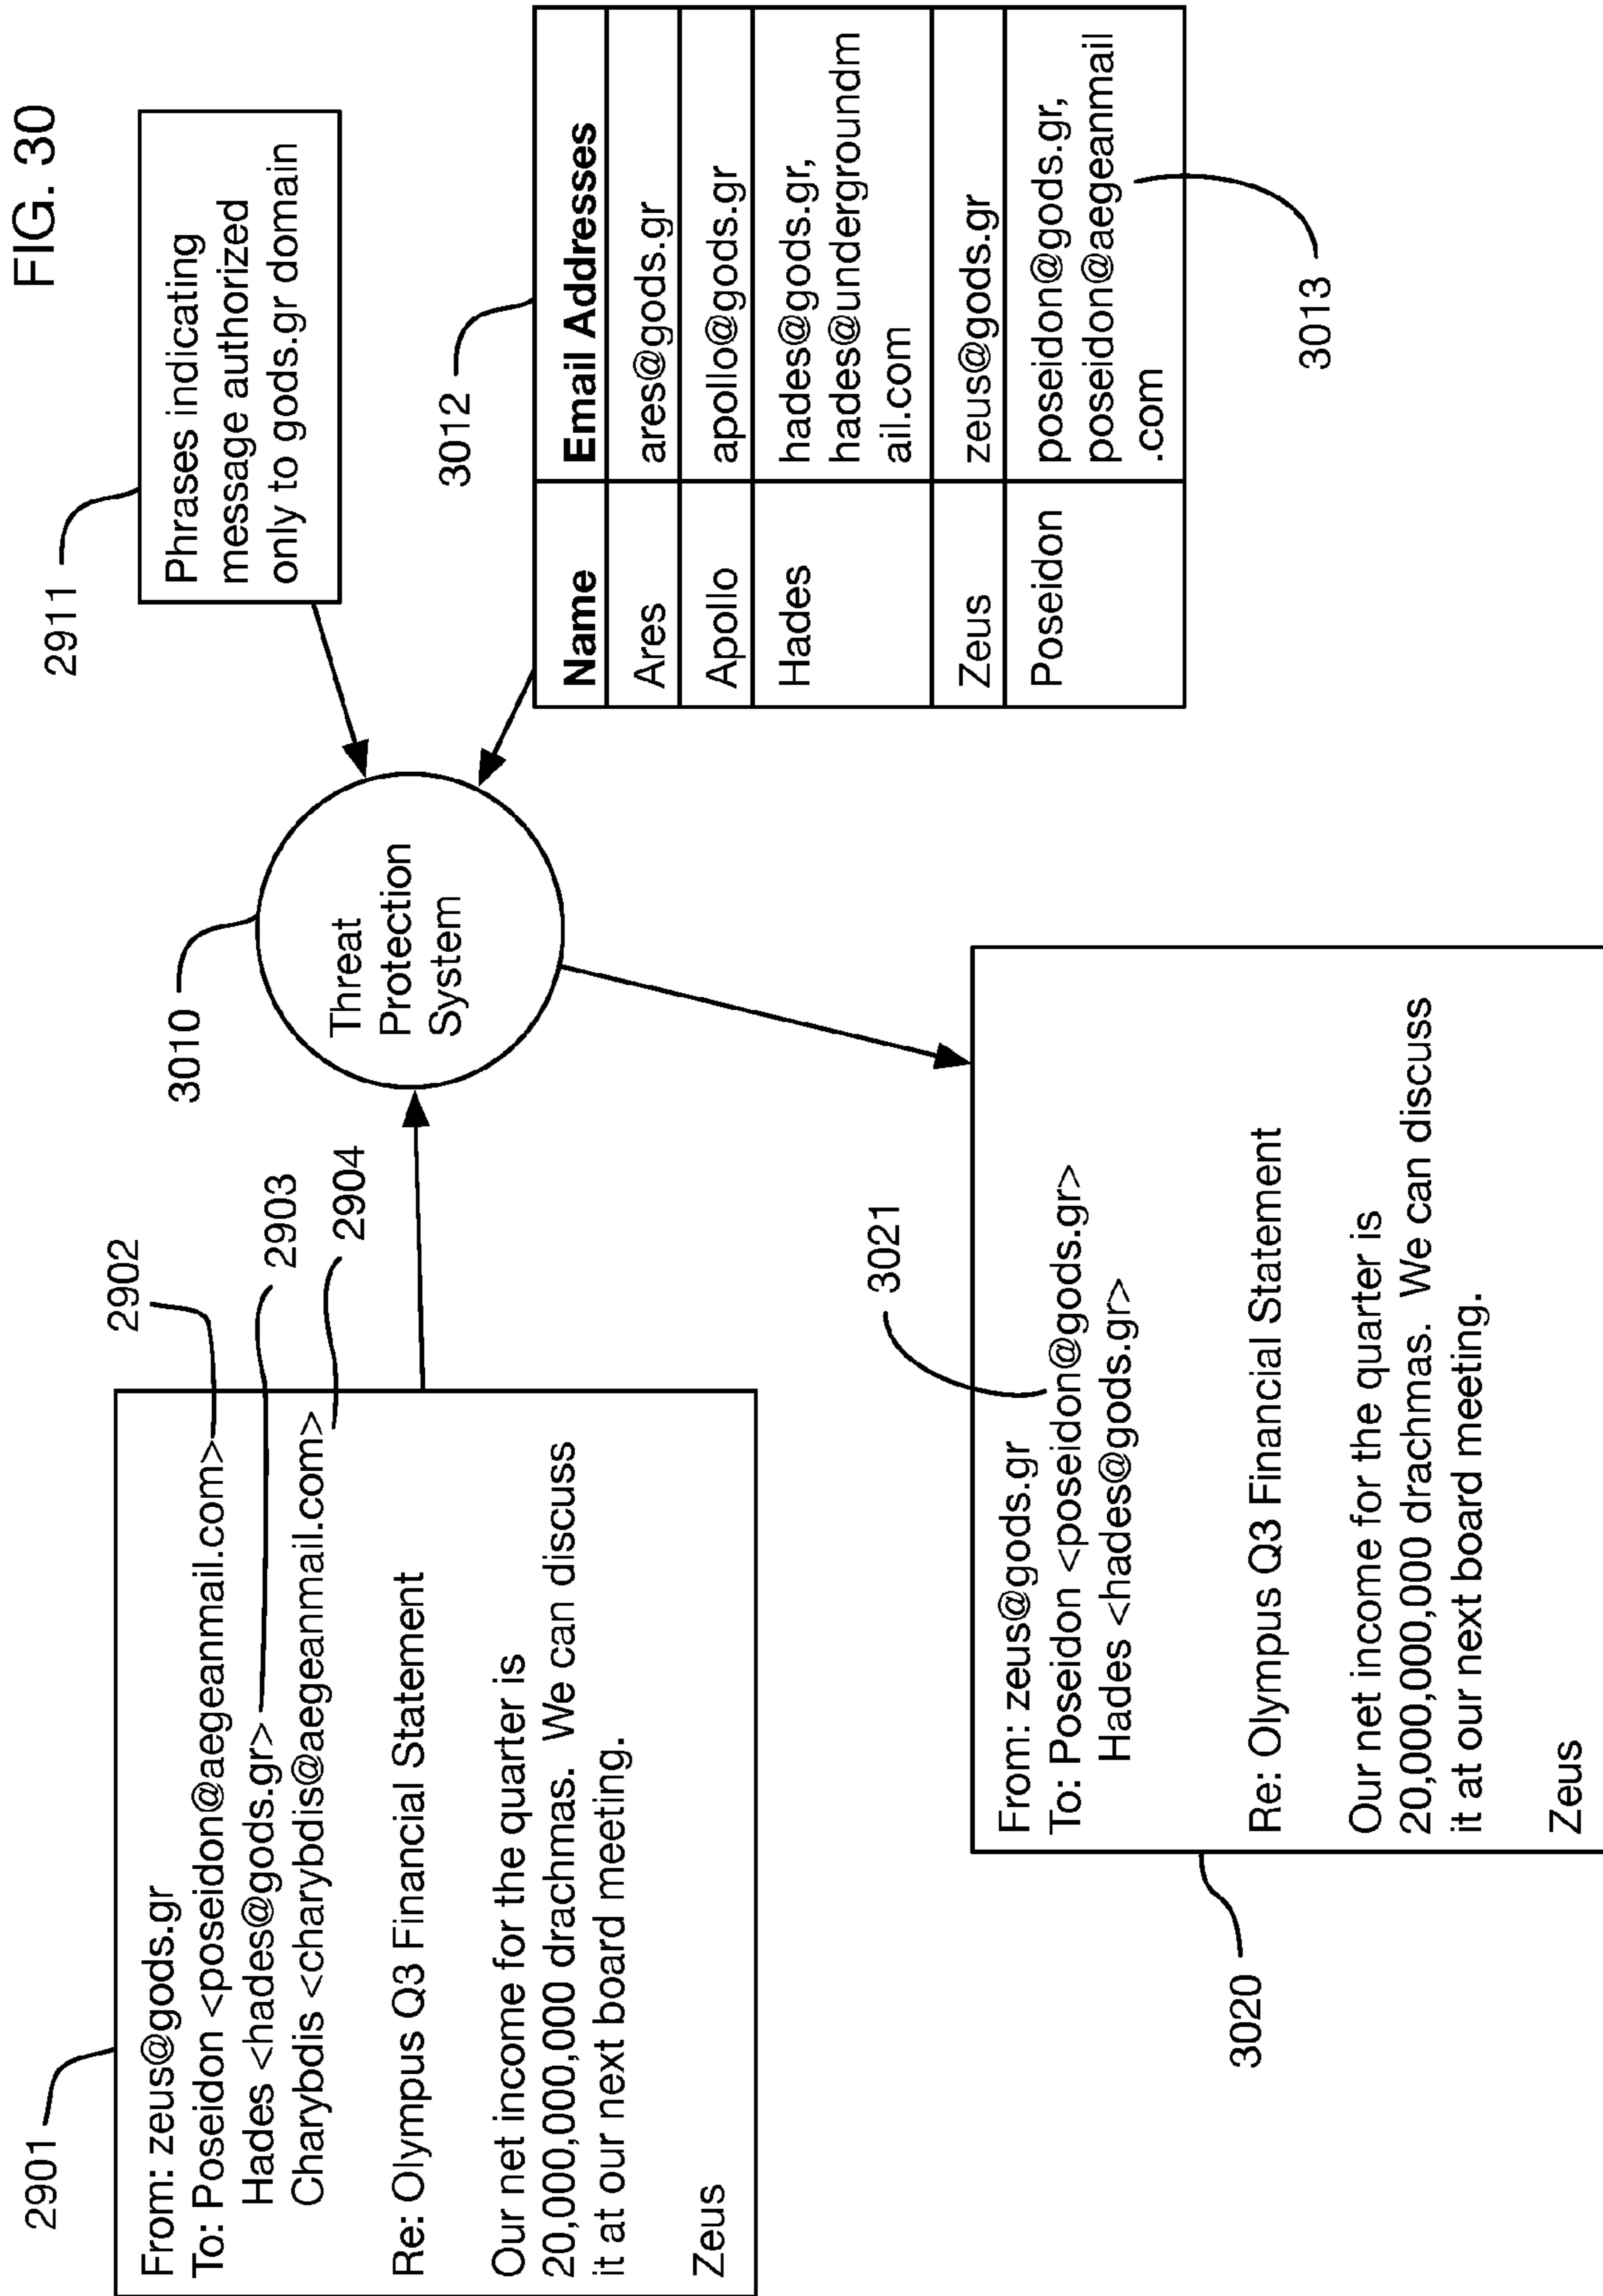 FIG. 30
2901
From: zeus@gods.gr
To: Poseidon <poseidon@aegeanmail.com>
Hades <hades@gods.gr>
Charybdis <charybdis@aegeanmail.com>
Re: Olympus Q3 Financial Statement
Our net income for the quarter is
20,000,000,000 drachmas. We can discuss
it at our next board meeting.
Zeus
2902
2903
2904
3010
Threat
Protection
System
2911
Phrases indicating
message authorized
only to gods.gr domain
3012
Name Email Addresses
Ares ares@gods.gr
Apollo apollo@gods.gr
Hades hades@gods.gr,
hades@undergroundm
ail.com
Zeus zeus@gods.gr
Poseidon poseidon@gods.gr,
poseidon@aegeanmail
.com
3013
3021
From: zeus@gods.gr
To: Poseidon <poseidon@gods.gr>
Hades <hades@gods.gr>
Re: Olympus Q3 Financial Statement
Our net income for the quarter is
20,000,000,000 drachmas. We can discuss
it at our next board meeting.
Zeus
3020